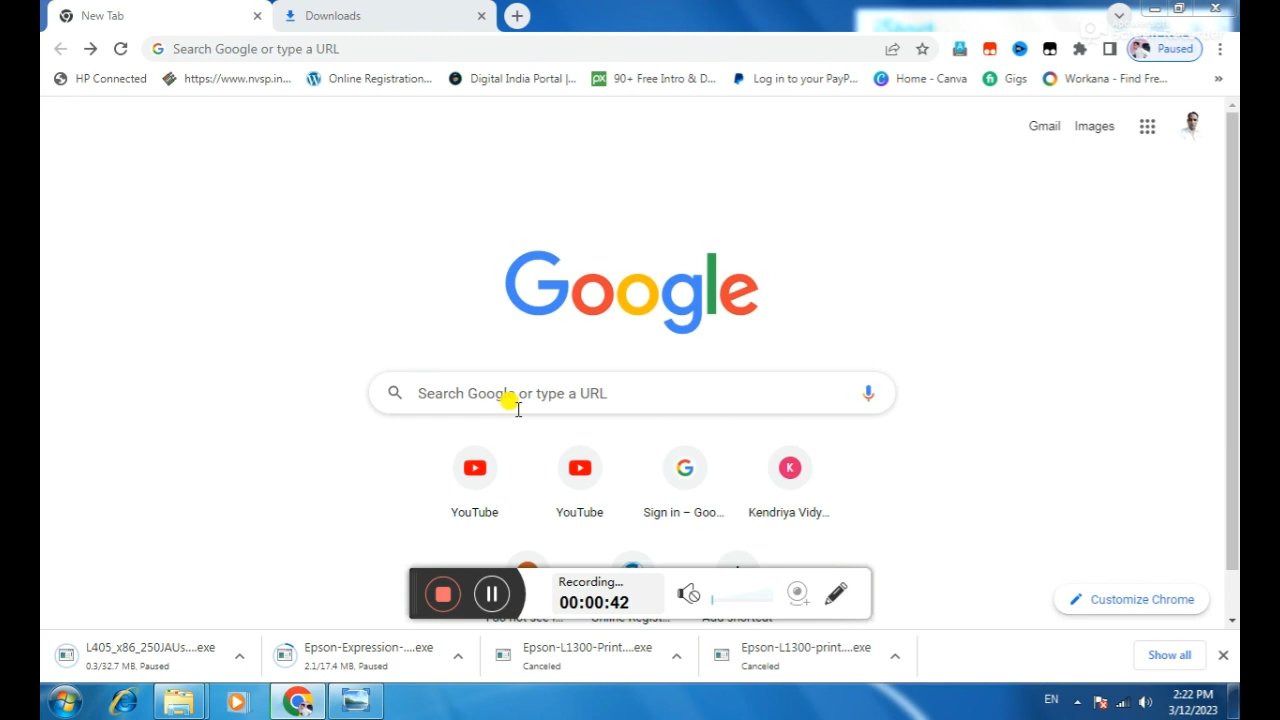 New Tab
Downloads
Search Google or type a URL
Paused
HP Connected
https://www.nvsp.in...
Online Registration...
Digital India Portal |...
90+ Free Intro & D...
Log in to your PayP...
Home - Canva
Gigs
Workana - Find Fre...
»
Gmail
Images
Google
Search Google or type a URL
YouTube
YouTube
Sign in – Goo...
Kendriya Vidy...
K
Recording...
00:00:42
Customize Chrome
L405_x86_250JAUs....exe
0.3/32.7 MB, Paused
Epson-Expression-....exe
2.1/17.4 MB, Paused
Epson-L1300-Print....exe
Canceled
Epson-L1300-print....exe
Canceled
Show all
EN
2:22 PM
3/12/2023